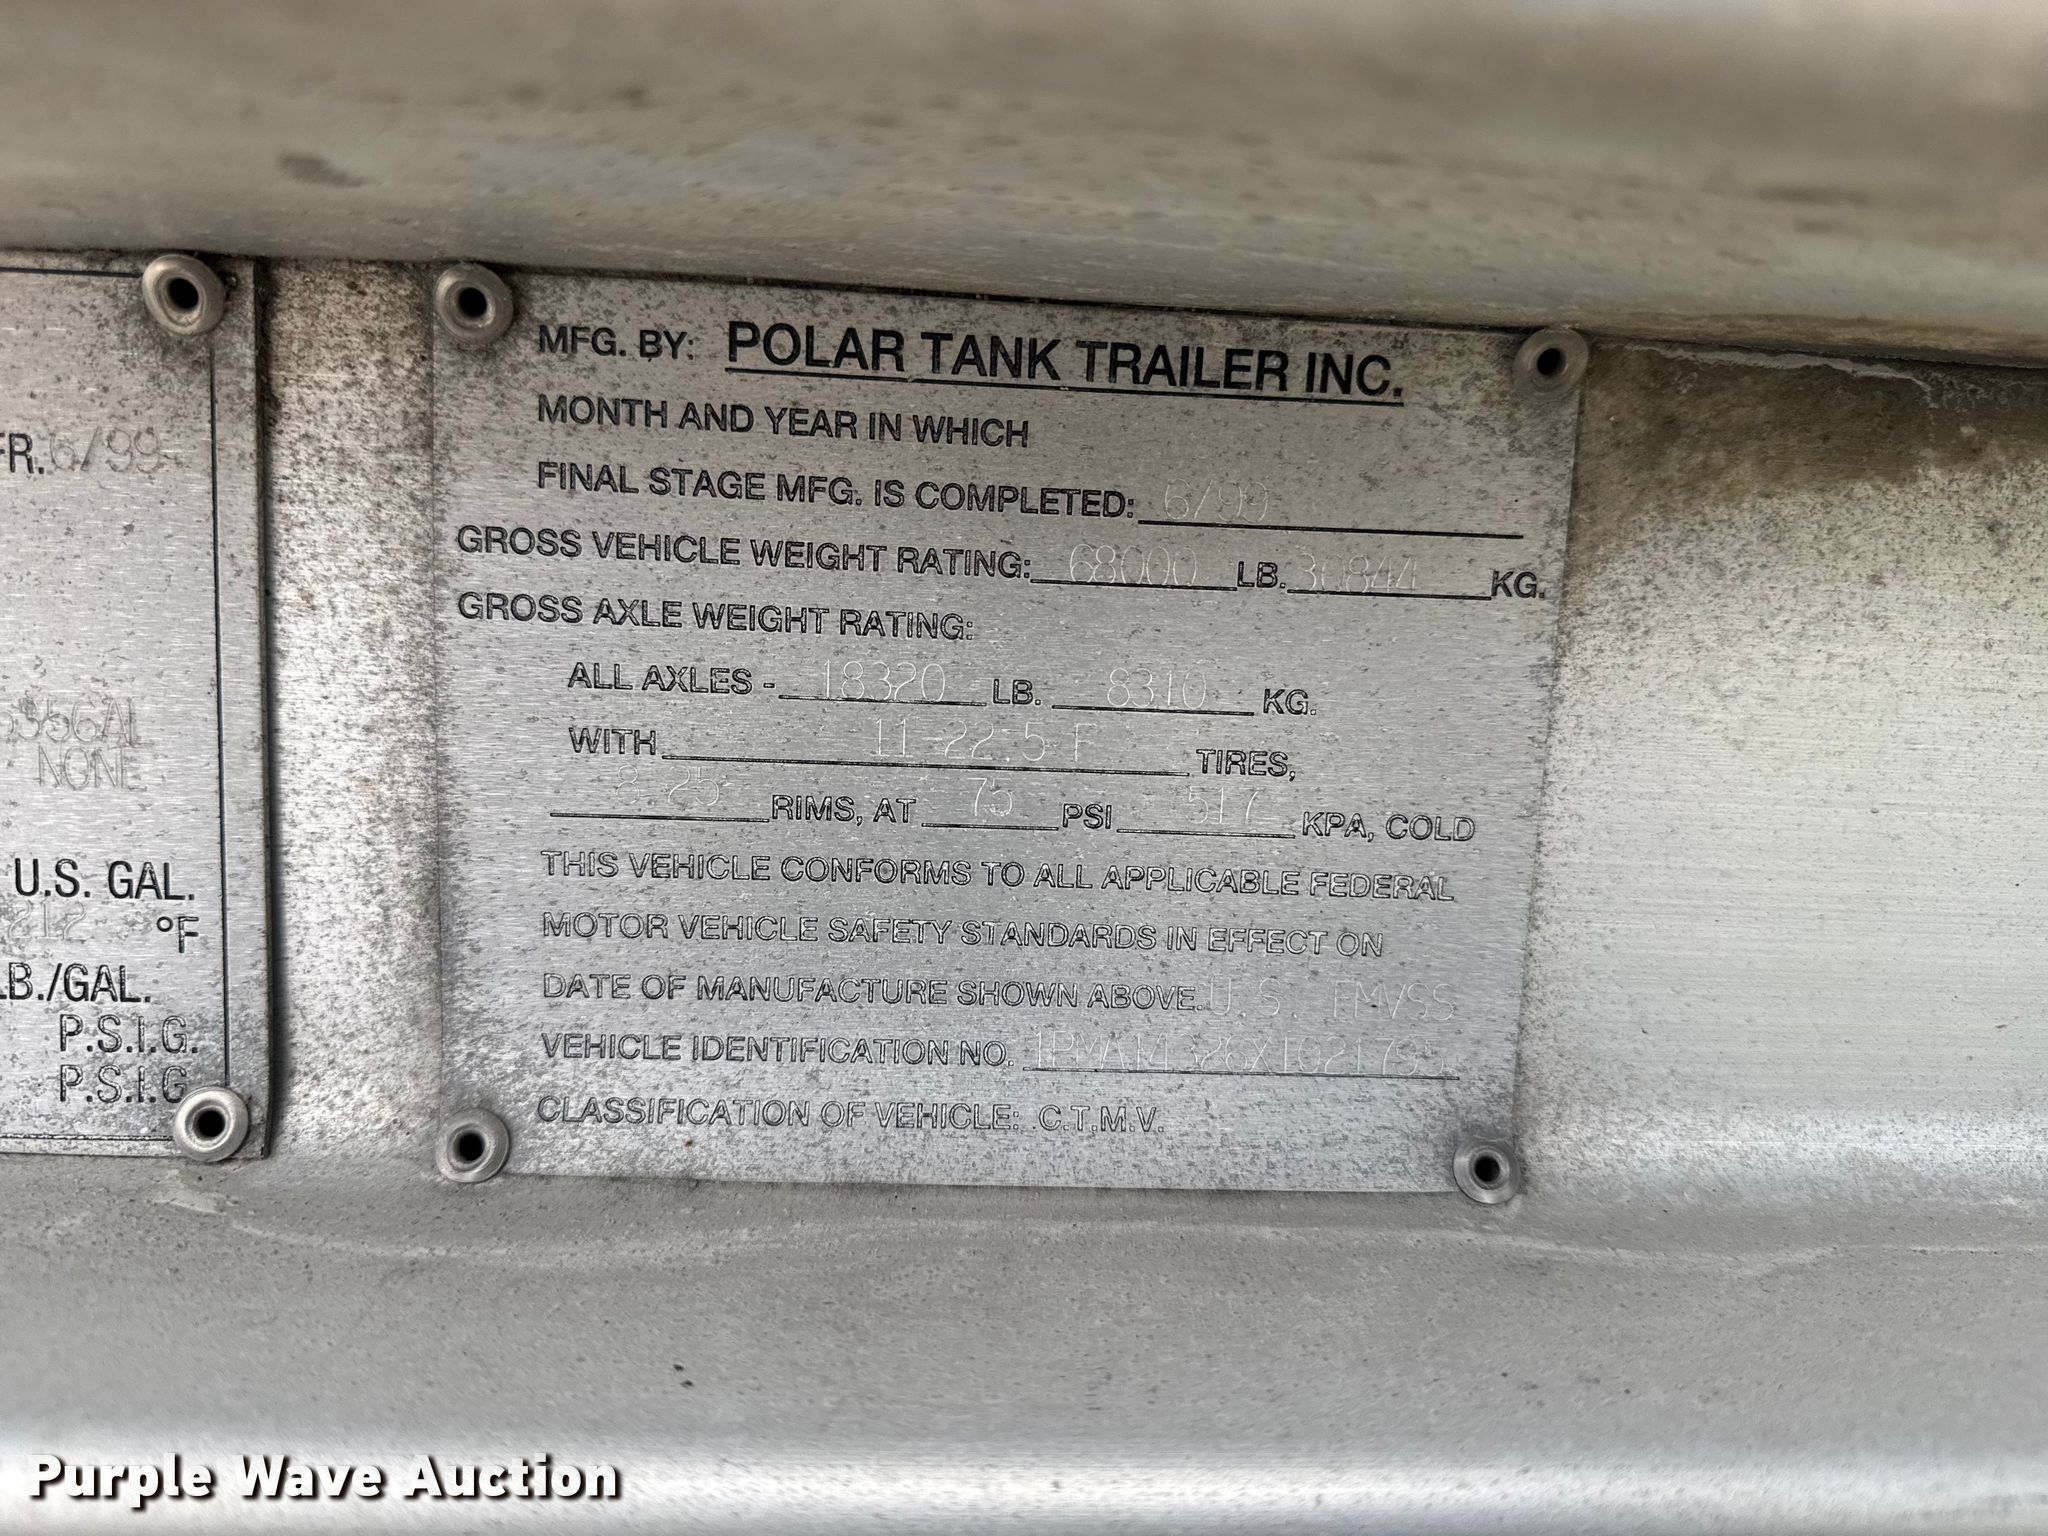 FR. 6/99
NONE
U.S. GAL.
212 °F
LB./GAL.
P.S.I.G.
P.S.I.G.
MFG. BY: POLAR TANK TRAILER INC.
MONTH AND YEAR IN WHICH
FINAL STAGE MFG. IS COMPLETED: 6/99
GROSS VEHICLE WEIGHT RATING: 68000 LB. 30844 KG.
GROSS AXLE WEIGHT RATING:
ALL AXLES - 18320 LB. 8310 KG.
WITH 11-22.5 F TIRES,
8.25 RIMS, AT 75 PSI 517 KPA, COLD
THIS VEHICLE CONFORMS TO ALL APPLICABLE FEDERAL
MOTOR VEHICLE SAFETY STANDARDS IN EFFECT ON
DATE OF MANUFACTURE SHOWN ABOVE. U.S. FMVSS
VEHICLE IDENTIFICATION NO.
CLASSIFICATION OF VEHICLE: C.T.M.V.
Purple Wave Auction